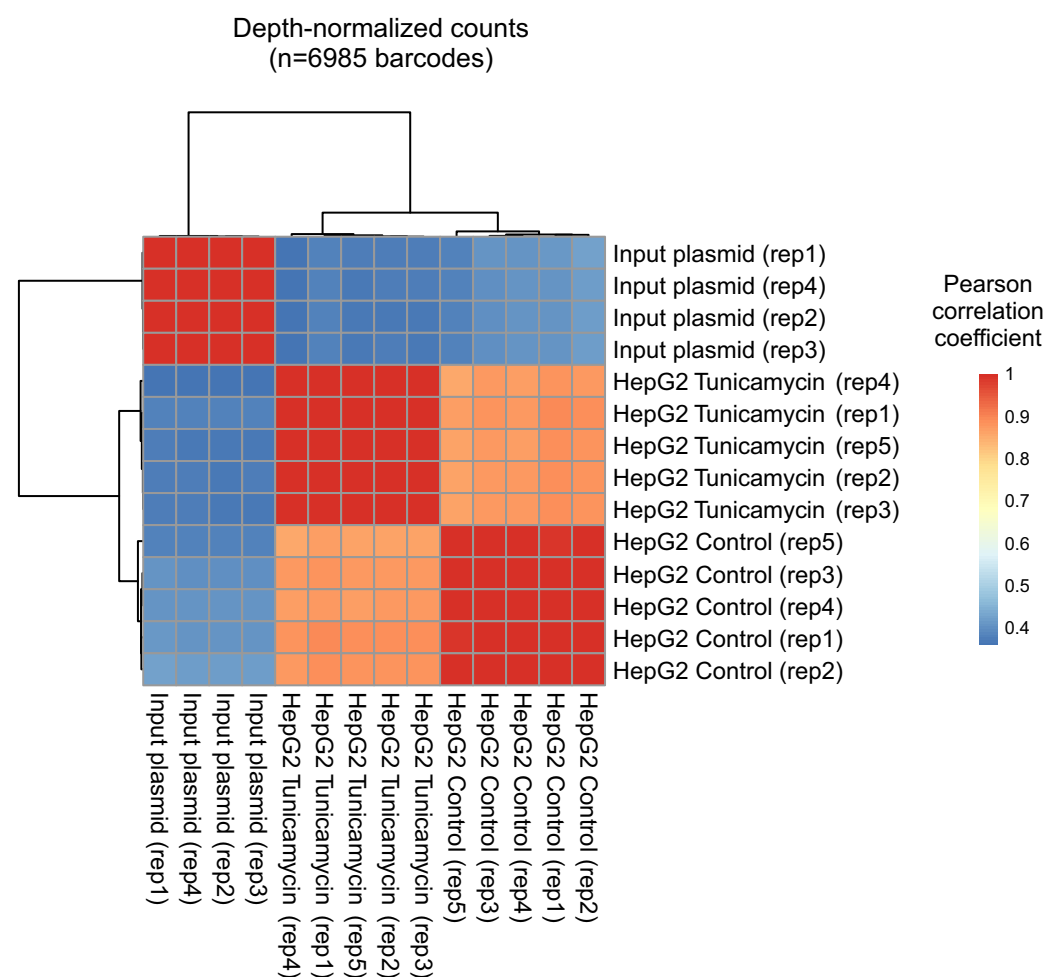 Depth-normalized counts
(n=6985 barcodes)
Input plasmid (rep1)
Input plasmid (rep4)
Input plasmid (rep2)
Input plasmid (rep3)
HepG2 Tunicamycin (rep4)
HepG2 Tunicamycin (rep1)
HepG2 Tunicamycin (rep5)
HepG2 Tunicamycin (rep2)
HepG2 Tunicamycin (rep3)
HepG2 Control (rep5)
HepG2 Control (rep3)
HepG2 Control (rep4)
HepG2 Control (rep1)
HepG2 Control (rep2)
Pearson
correlation
coefficient
1
0.9
0.8
0.7
0.6
0.5
0.4
Input plasmid (rep1)
Input plasmid (rep4)
Input plasmid (rep2)
Input plasmid (rep3)
HepG2 Tunicamycin (rep4)
HepG2 Tunicamycin (rep1)
HepG2 Tunicamycin (rep5)
HepG2 Tunicamycin (rep2)
HepG2 Tunicamycin (rep3)
HepG2 Control (rep5)
HepG2 Control (rep3)
HepG2 Control (rep4)
HepG2 Control (rep1)
HepG2 Control (rep2)